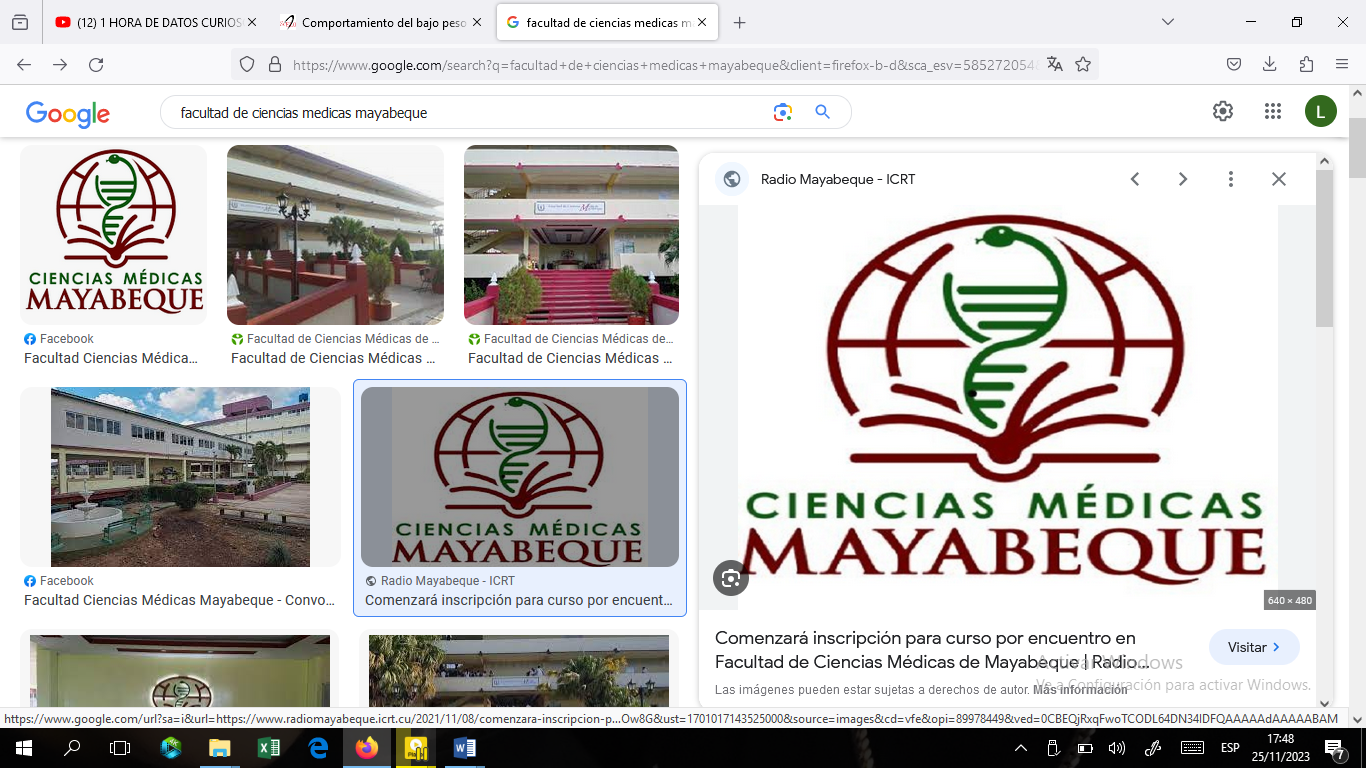 (12) 1 HORA DE DATOS CURIOS
Comportamiento del bajo peso
facultad de ciencias medicas m
https://www.google.com/search?q=facultad+de+ciencias+medicas+mayabeque&client=firefox-b-d&sca_esv=585272054
Google
facultad de ciencias medicas mayabeque
L
CIENCIAS MÉDICAS
MAYABEQUE
Facebook
Facultad Ciencias Médica...
Facultad de Ciencias Médicas de ...
Facultad de Ciencias Médicas ...
Facultad de Ciencias Médicas de...
Facultad de Ciencias Médicas ...
Facebook
Facultad Ciencias Médicas Mayabeque - Convo...
CIENCIAS MÉDICAS
MAYABEQUE
Radio Mayabeque - ICRT
Comenzará inscripción para curso por encuent...
Radio Mayabeque - ICRT
CIENCIAS MÉDICAS
MAYABEQUE
640 × 480
Comenzará inscripción para curso por encuentro en
Facultad de Ciencias Médicas de Mayabeque | Radio...
Visitar
Las imágenes pueden estar sujetas a derechos de autor. Más información
Activar Windows
Ve a Configuración para activar Windows.
https://www.google.com/url?sa=i&url=https://www.radiomayabeque.icrt.cu/2021/11/08/comenzara-inscripcion-p...Ow8G&ust=1701017143525000&source=images&cd=vfe&opi=89978449&ved=0CBEQjRxqFwoTCODL64DN34IDFQAAAAAdAAAAABAM
ESP
17:48
25/11/2023
7